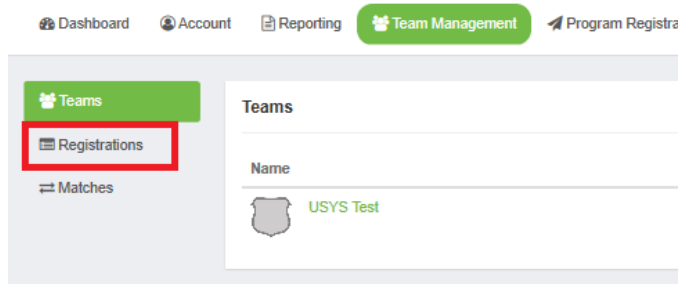 Dashboard Account Reporting Team Management Program Registra
Teams
Registrations
Matches
Teams
Name
USYS Test